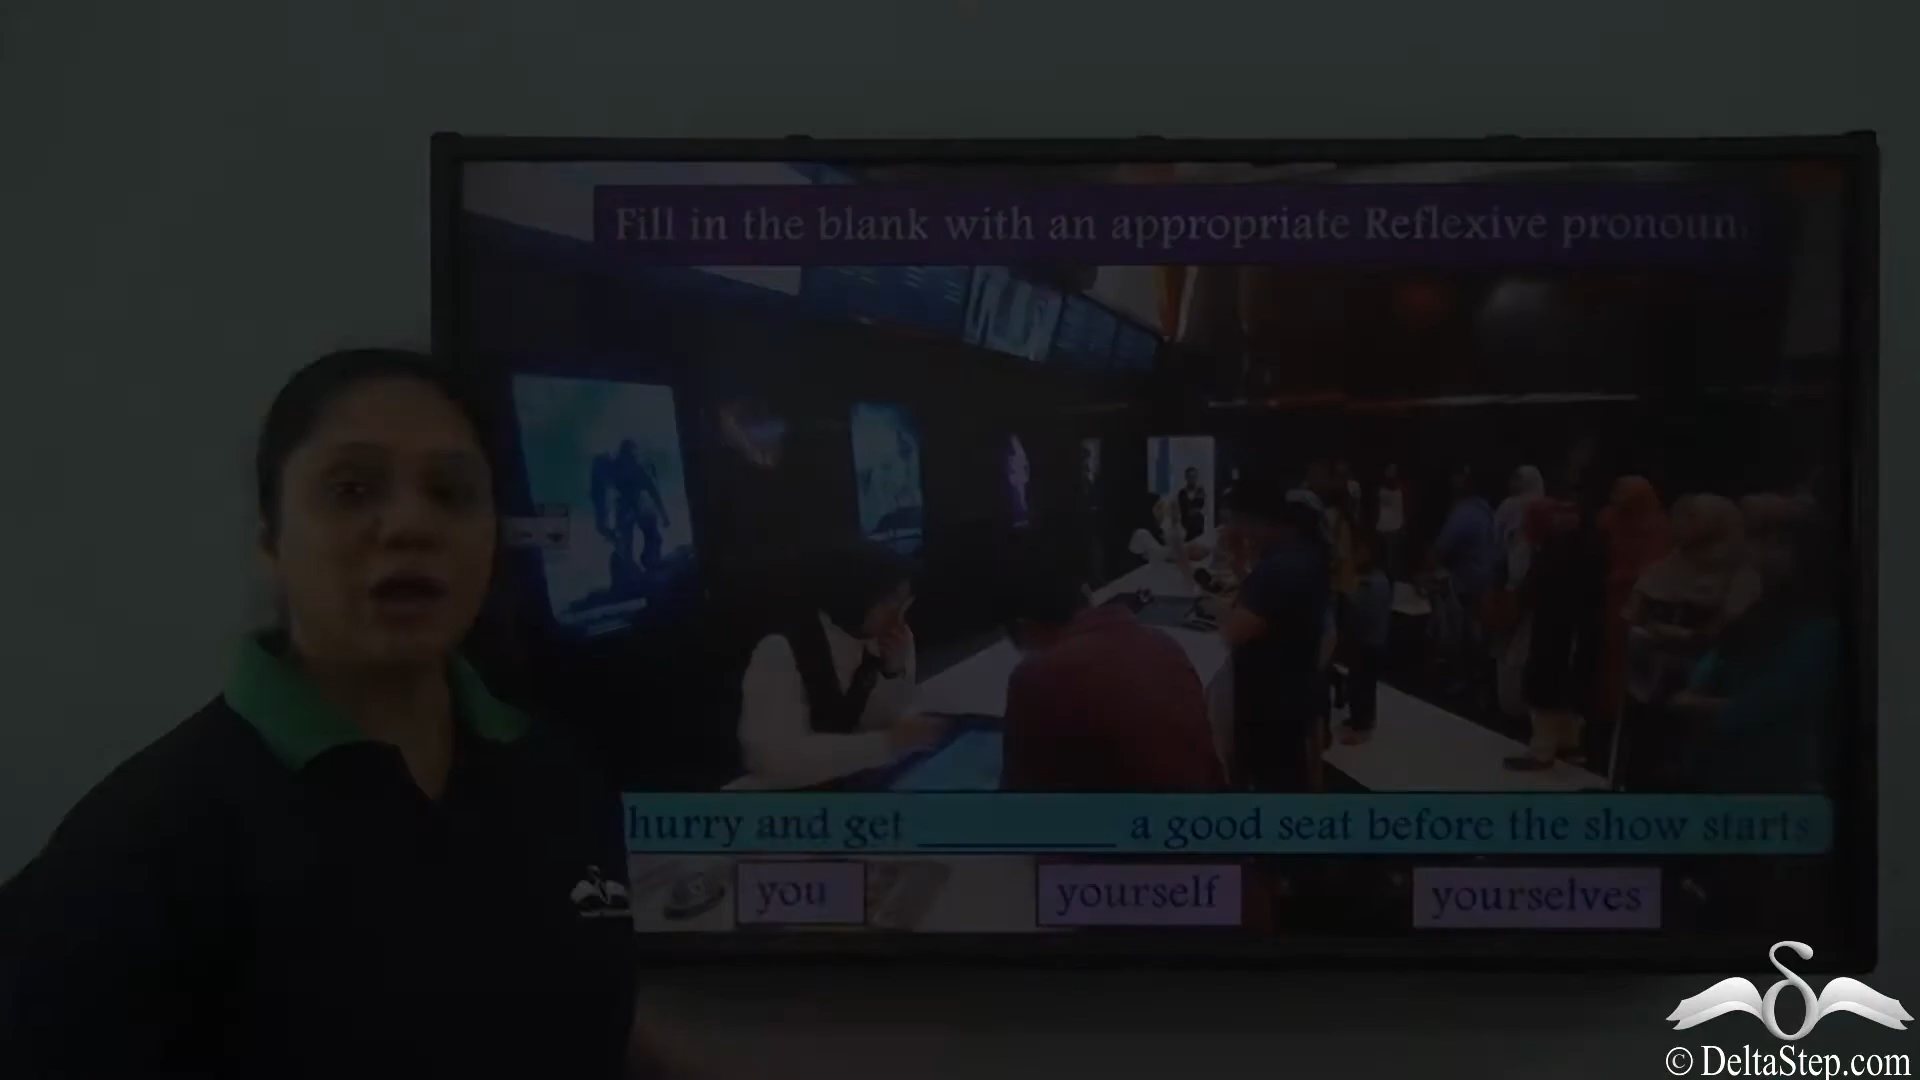 Fill in the blank with an appropriate Reflexive pronoun.
hurry and get ________ a good seat before the show starts
you
yourself
yourselves
© DeltaStep.com